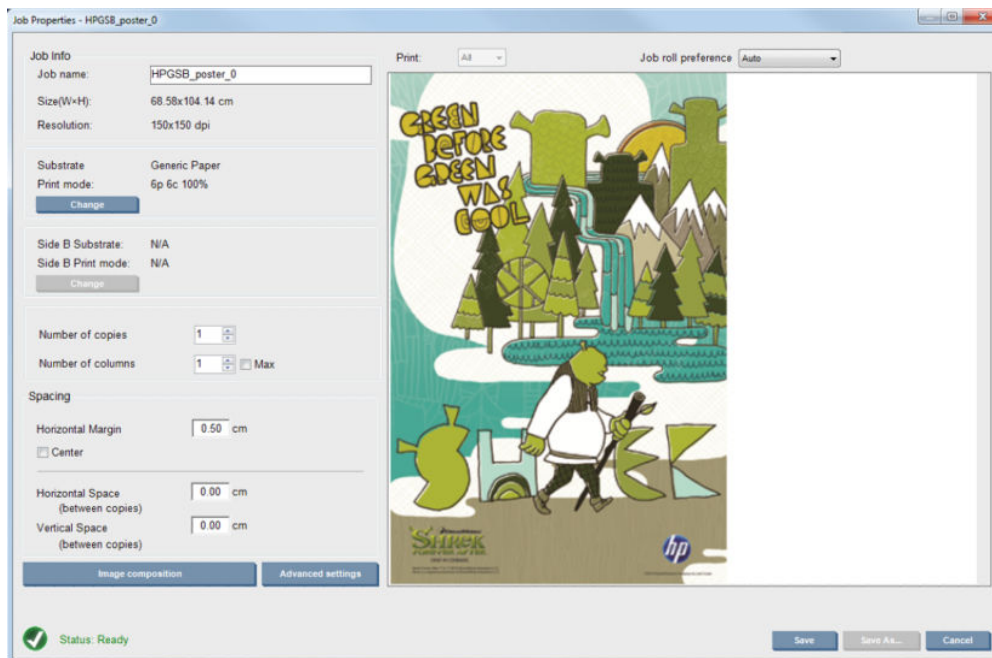 Job Properties - HPGSB_poster_0
Job Info
Job name: HPGSB_poster_0
Size(W×H): 68.58x104.14 cm
Resolution: 150x150 dpi
Substrate Generic Paper
Print mode: 6p 6c 100%
Change
Side B Substrate: N/A
Side B Print mode: N/A
Change
Number of copies 1
Number of columns 1 Max
Spacing
Horizontal Margin 0.50 cm
Center
Horizontal Space 0.00 cm
(between copies)
Vertical Space 0.00 cm
(between copies)
Image composition Advanced settings
Status: Ready
Print: All Job roll preference Auto
GREEN
BEFORE
GREEN
WAS
COOL
SHREK
SHREK
FOREVER AFTER
hp
Save Save As... Cancel